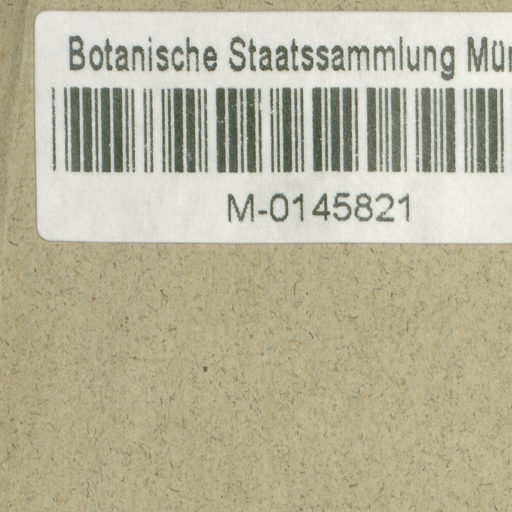 Botanische Staatssammlung Mün
M-0145821